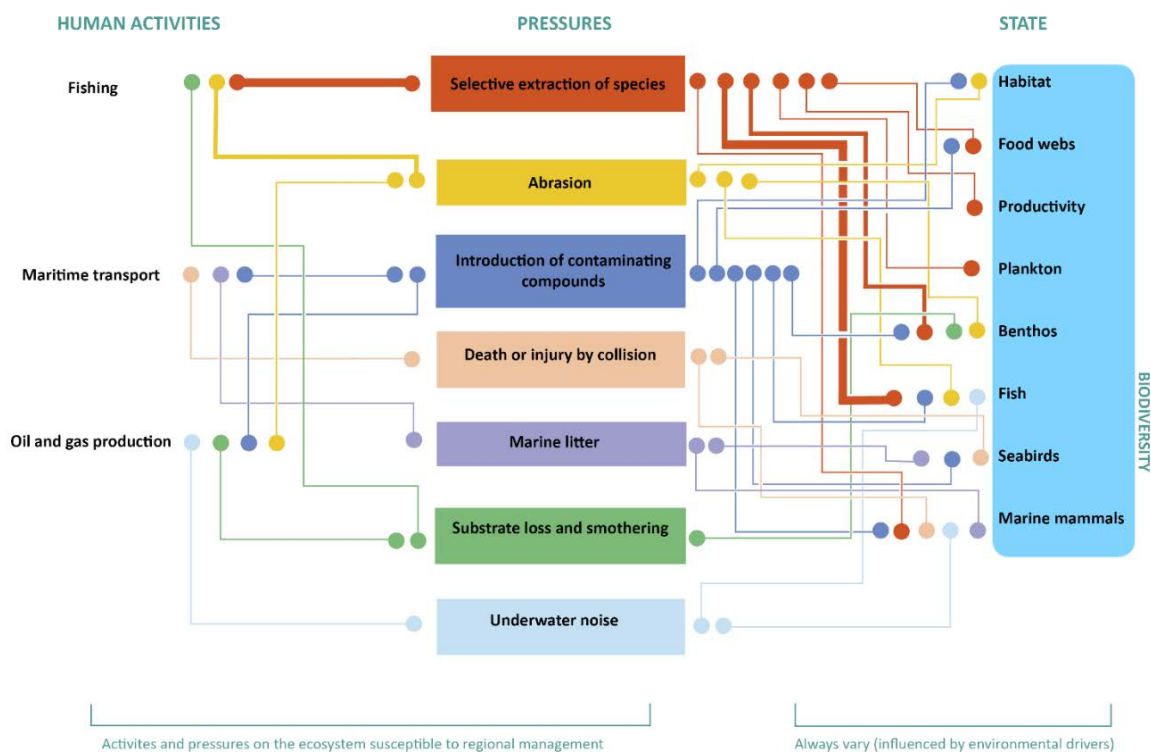 HUMAN ACTIVITIES
PRESSURES
STATE
Fishing
Selective extraction of species
Habitat
Food webs
Abrasion
Productivity
Maritime transport
Introduction of contaminating
compounds
Plankton
Benthos
Death or injury by collision
Fish
Oil and gas production
Marine litter
Seabirds
BIODIVERSITY
Substrate loss and smothering
Marine mammals
Underwater noise
Activites and pressures on the ecosystem susceptible to regional management
Always vary (influenced by environmental drivers)